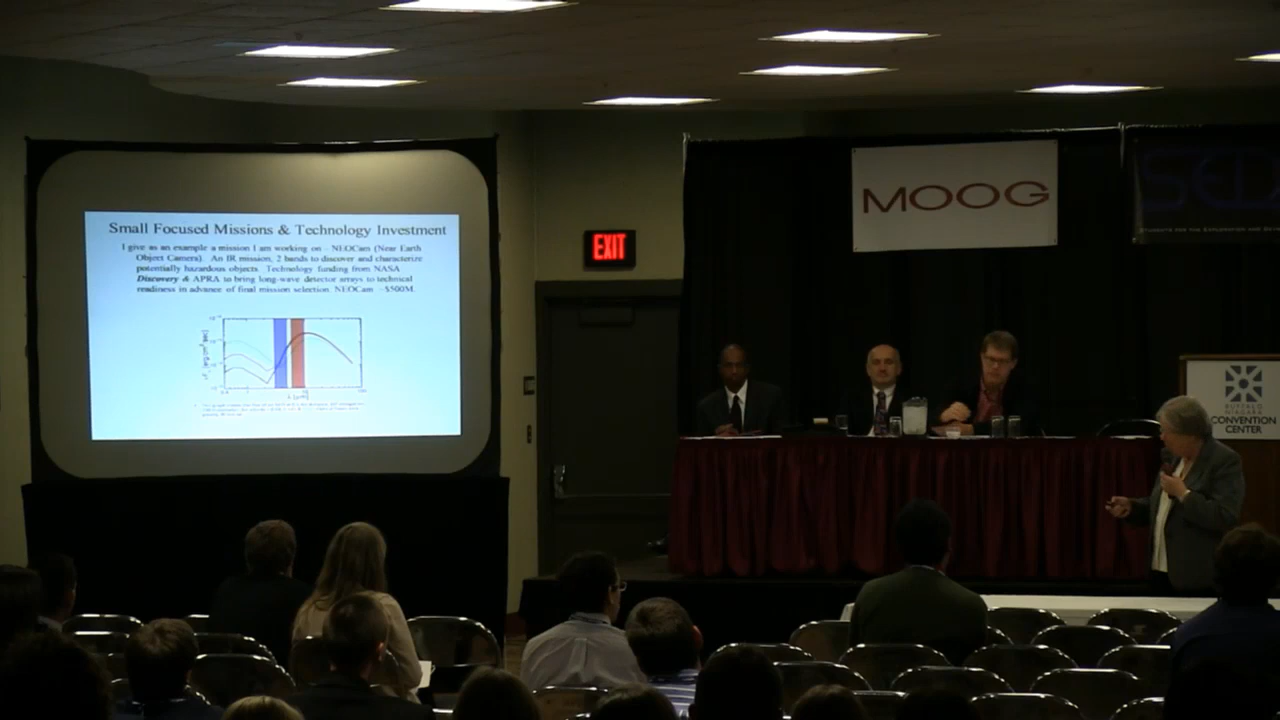 Small Focused Missions & Technology Investment
I give as an example a mission I am working on – NEOCam (Near Earth
Object Camera). An IR mission, 2 bands to discover and characterize
potentially hazardous objects. Technology funding from NASA
Discovery & APRA to bring long-wave detector arrays to technical
readiness in advance of final mission selection. NEOCam ~$500M.
EXIT
MOOG
SED
BUFFALO
NIAGARA
CONVENTION
CENTER